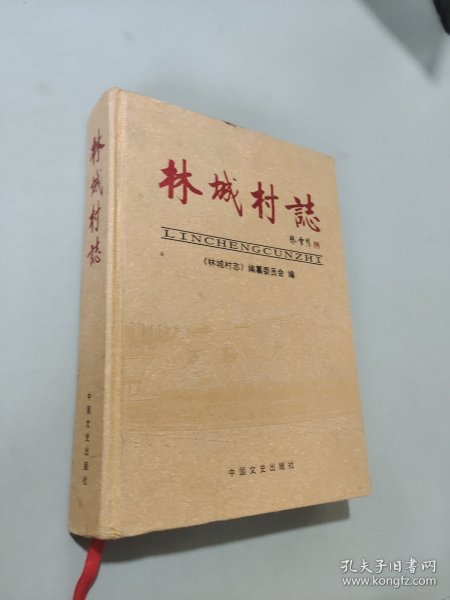 林城村誌
LINCHENGCUNZHI
《林城村志》编纂委员会 编
中国文史出版社
林城村誌
中国文史出版社
孔夫子旧书网
www.kongfz.com